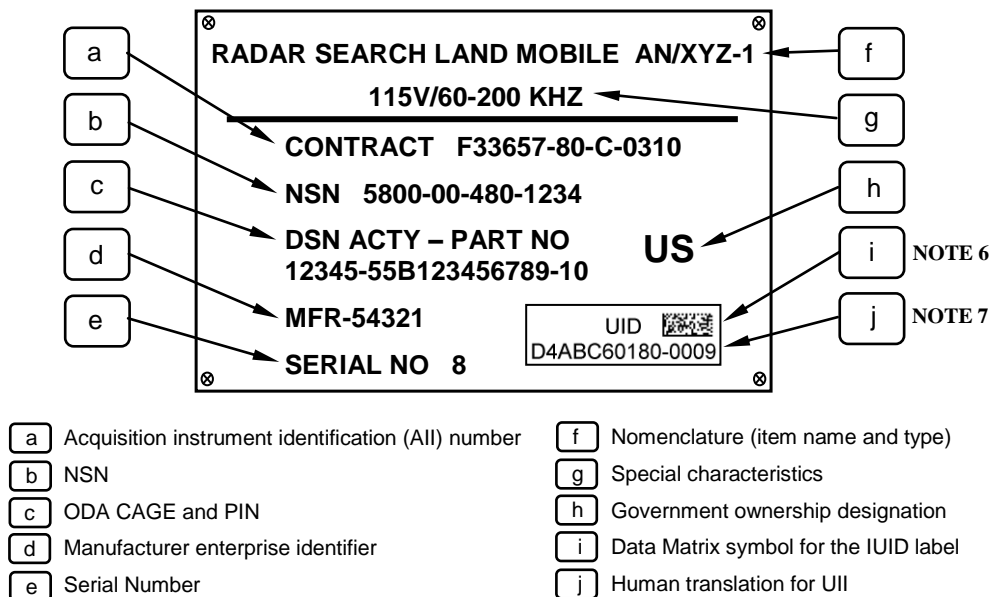 a
b
c
d
e
RADAR SEARCH LAND MOBILE AN/XYZ-1
115V/60-200 KHZ
CONTRACT F33657-80-C-0310
NSN 5800-00-480-1234
DSN ACTY – PART NO
12345-55B123456789-10
US
MFR-54321
SERIAL NO 8
UID
D4ABC60180-0009
f
g
h
i NOTE 6
j NOTE 7
a Acquisition instrument identification (AII) number
b NSN
c ODA CAGE and PIN
d Manufacturer enterprise identifier
e Serial Number
f Nomenclature (item name and type)
g Special characteristics
h Government ownership designation
i Data Matrix symbol for the IUID label
j Human translation for UII